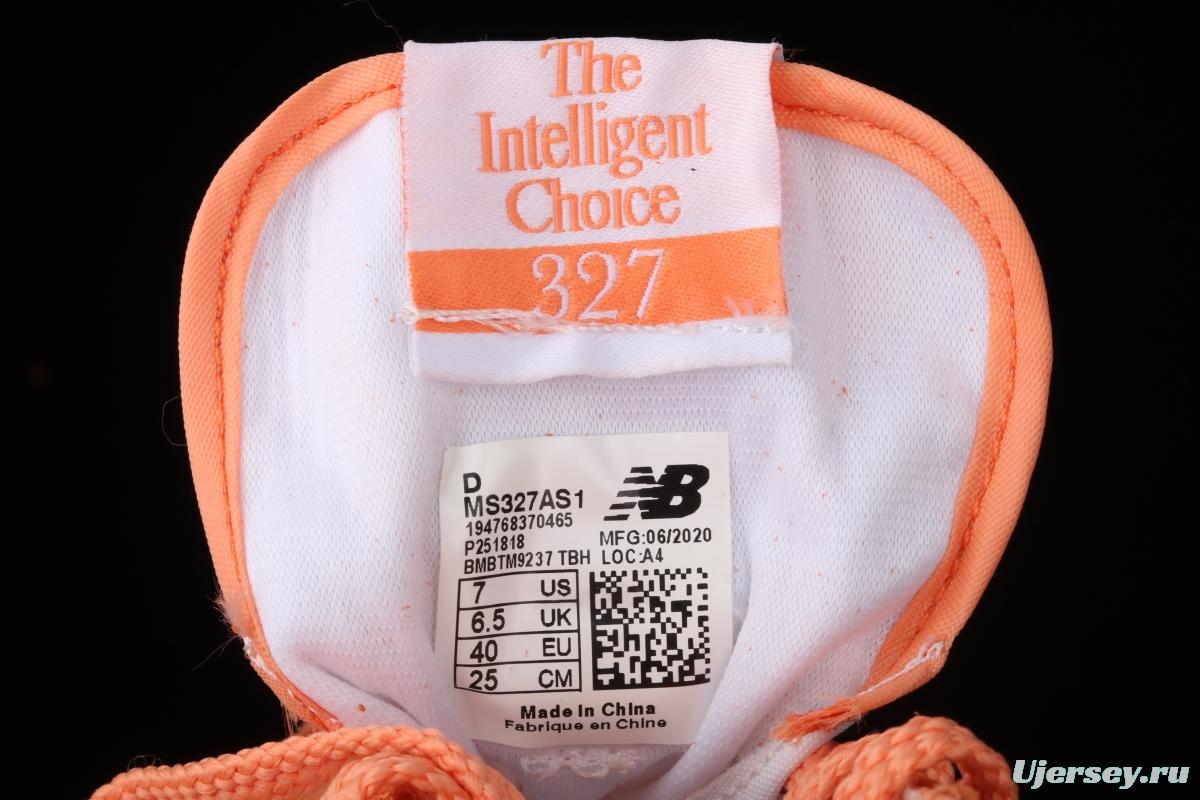 The
Intelligent
Choice
327
D
MS327AS1
194768370465
P251818
BMBTM9237 TBH
NB
MFG:06/2020
LOC:A4
7 US
6.5 UK
40 EU
25 CM
Made In China
Fabrique en Chine
Ujersey.ru